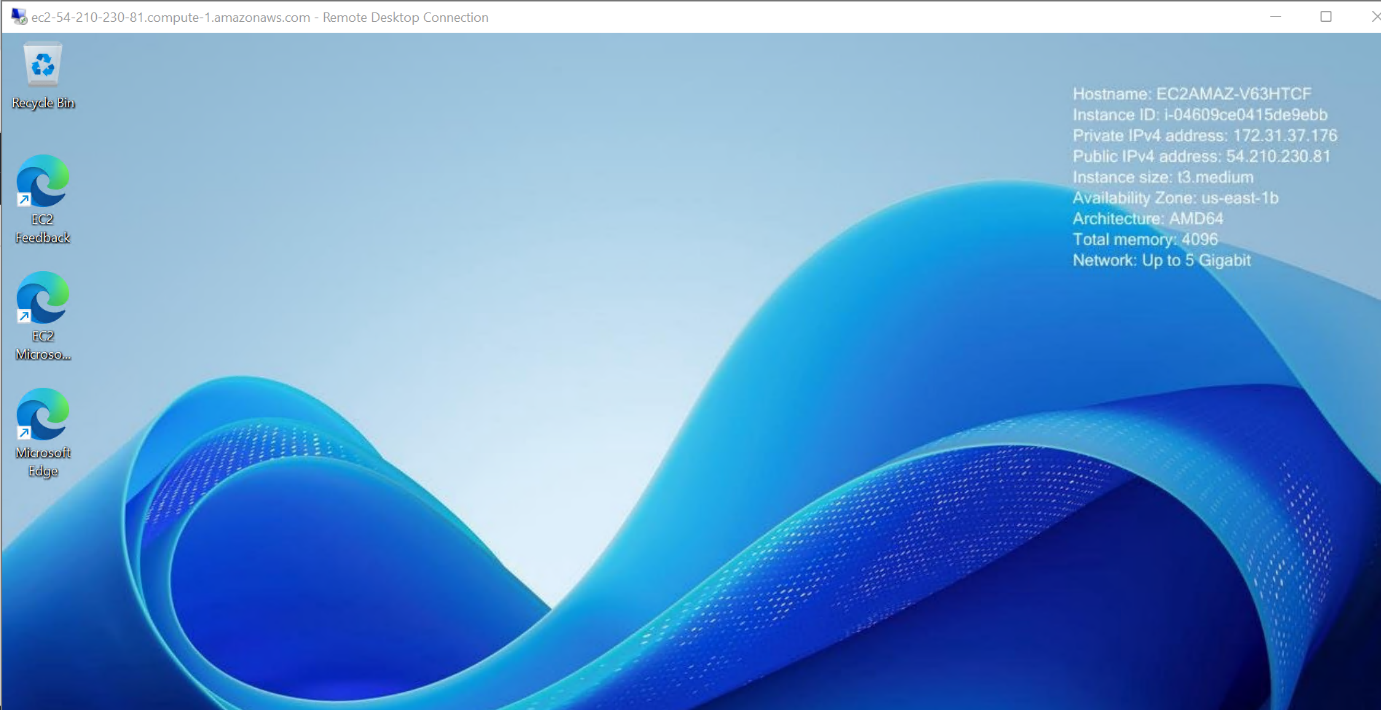 ec2-54-210-230-81.compute-1.amazonaws.com - Remote Desktop Connection
Recycle Bin
EC2
Feedback
EC2
Microso...
Microsoft
Edge
Hostname: EC2AMAZ-V63HTCF
Instance ID: i-04609ce0415de9ebb
Private IPv4 address: 172.31.37.176
Public IPv4 address: 54.210.230.81
Instance size: t3.medium
Availability Zone: us-east-1b
Architecture: AMD64
Total memory: 4096
Network: Up to 5 Gigabit